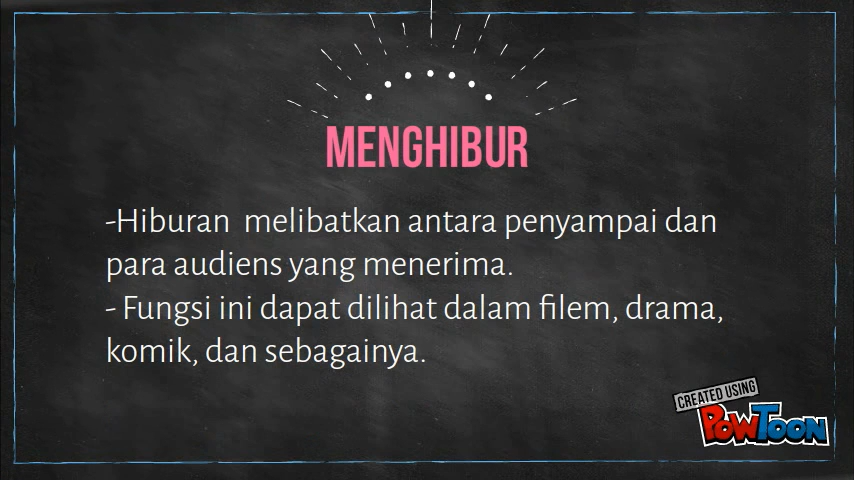 MENGHIBUR
-Hiburan  melibatkan antara penyampai dan
para audiens yang menerima.
- Fungsi ini dapat dilihat dalam filem, drama,
komik, dan sebagainya.
CREATED USING
POWTOON